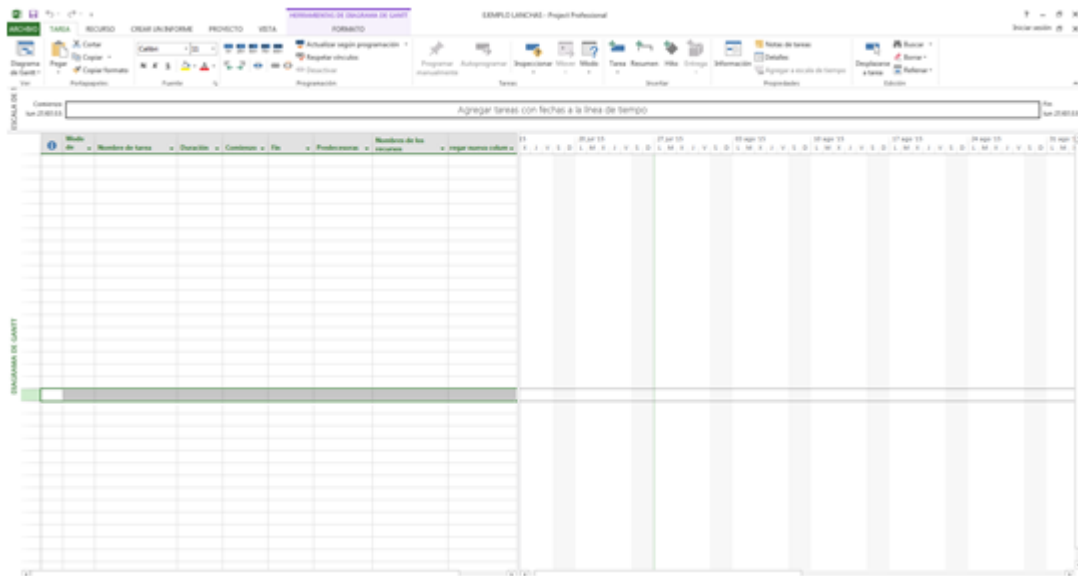 HERRAMIENTAS DE DIAGRAMA DE GANTT
EJEMPLO LANCHAS - Project Professional
ARCHIVO TAREA RECURSO CREAR UN INFORME PROYECTO VISTA FORMATO
Iniciar sesión
Diagrama de Gantt
Pegar
Cortar
Copiar
Copiar formato
Calibri 11
N K S
Actualizar según programación
Respetar vínculos
Desactivar
Programar manualmente
Autoprogramar
Inspeccionar Mover Modo
Tarea Resumen Hito Entrega
Información
Notas de tareas
Detalles
Agregar a escala de tiempo
Desplazarse a tarea
Buscar
Borrar
Rellenar
Ver Portapapeles Fuente Programación Tareas Insertar Propiedades Edición
ESCALA DE T
Comienzo
Agregar tareas con fechas a la línea de tiempo
Fin
Modo de
Nombre de tarea
Duración
Comienzo
Fin
Predecesoras
Nombres de los recursos
regar nueva colum
20 jul '15 27 jul '15 03 ago '15 10 ago '15 17 ago '15 24 ago '15 31 ago '1
DIAGRAMA DE GANTT